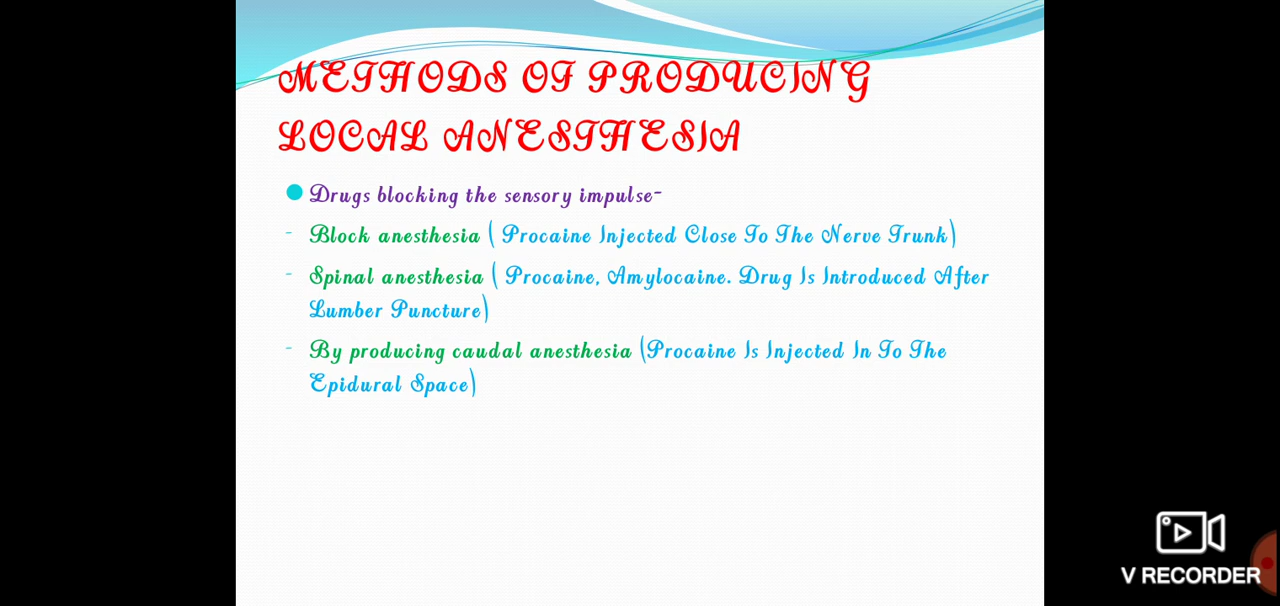 METHODS OF PRODUCING
LOCAL ANESTHESIA
Drugs blocking the sensory impulse-
- Block anesthesia ( Procaine Injected Close To The Nerve Trunk)
- Spinal anesthesia ( Procaine, Amylocaine. Drug Is Introduced After
Lumber Puncture)
- By producing caudal anesthesia (Procaine Is Injected In To The
Epidural Space)
V RECORDER